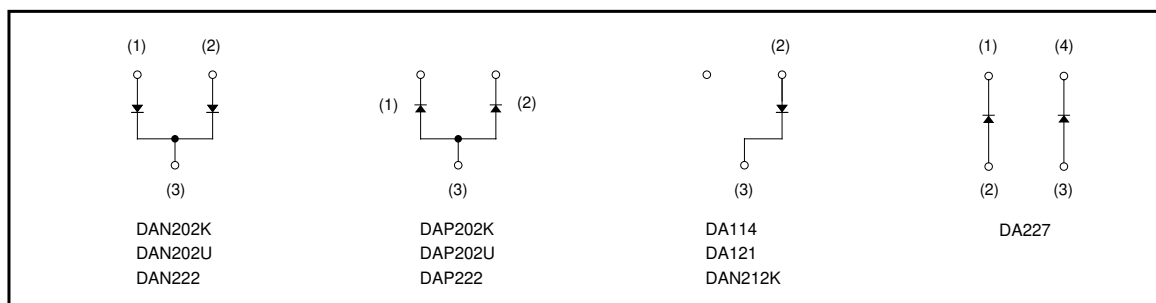 (1) (2)
(3)
DAN202K
DAN202U
DAN222
(1) (2)
(3)
DAP202K
DAP202U
DAP222
(2)
(3)
DA114
DA121
DAN212K
(1) (4)
(2) (3)
DA227